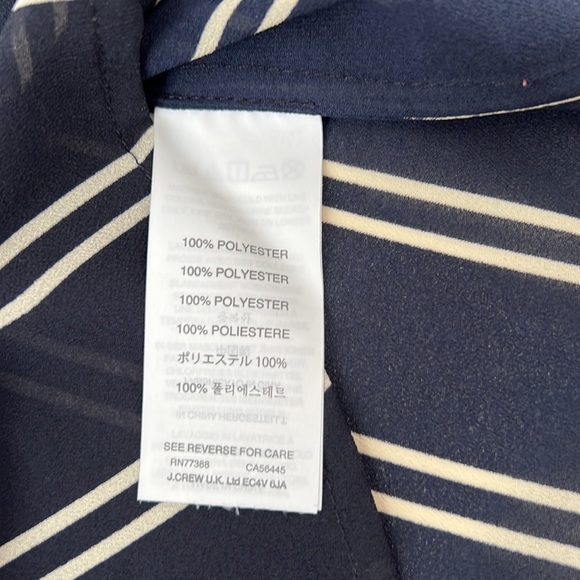 100% POLYESTER
100% POLYESTER
100% POLYESTER
100% POLIESTERE
ポリエステル 100%
100% 폴리에스테르
SEE REVERSE FOR CARE
RN77388 CA56445
J.CREW U.K. Ltd EC4V 6JA